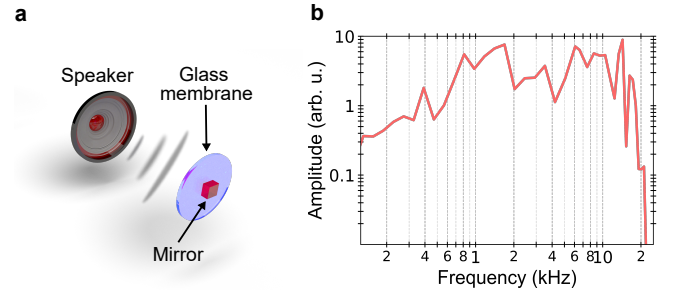 a
Speaker
Glass
membrane
Mirror
b
Amplitude (arb. u.)
10
1
0.1
2 4 6 8 1 2 4 6 8 10 2
Frequency (kHz)